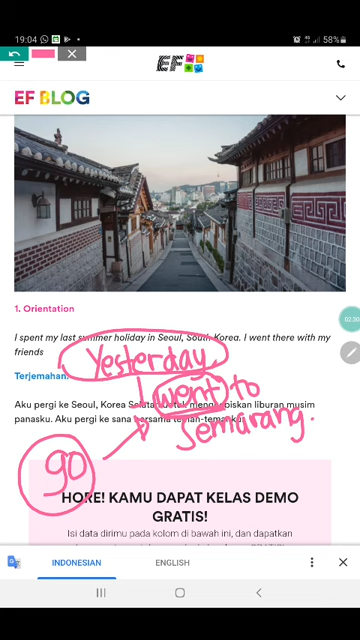 19:04
58%
EF
EF BLOG
02:30
1. Orientation
I spent my last summer holiday in Seoul, South Korea. I went there with my
friends
Yesterday
Terjemahan:
I went to
Semarang.
Aku pergi ke Seoul, Korea Selatan untuk menghabiskan liburan musim
panasku. Aku pergi ke sana bersama teman-temanku
go
HORE! KAMU DAPAT KELAS DEMO
GRATIS!
Isi data dirimu pada kolom di bawah ini, dan dapatkan
INDONESIAN
ENGLISH